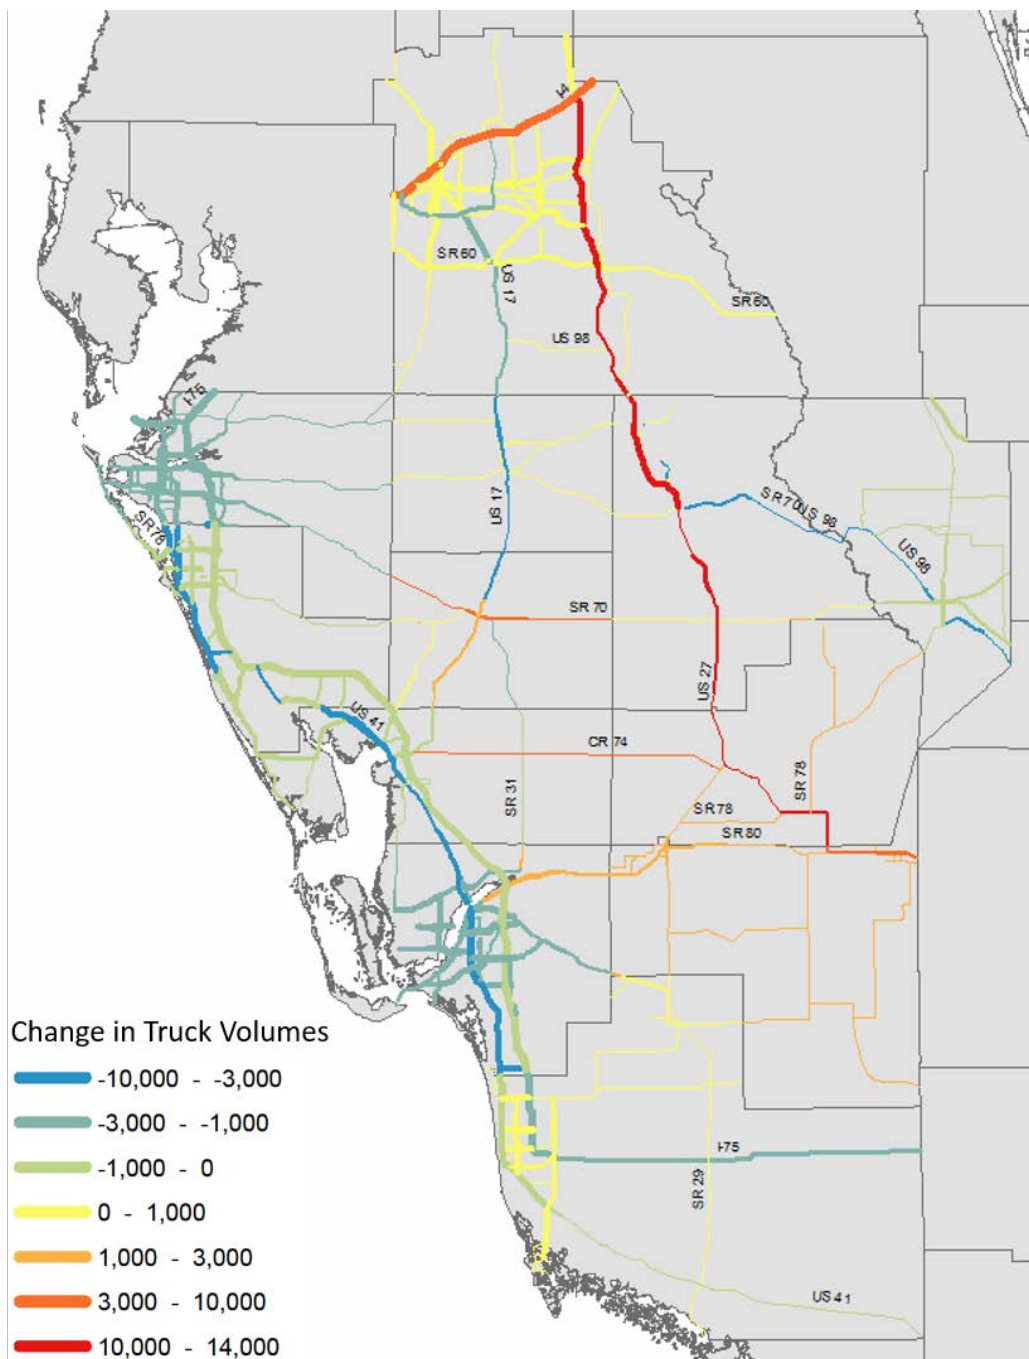 I-4
SR 60
US 17
SR 60
US 98
I-75
US 17
SR 70
US 98
SR 78
US 98
SR 70
US 27
US 41
CR 74
SR 31
SR 78
SR 78
SR 80
I-75
SR 29
US 41
Change in Truck Volumes
-10,000 - -3,000
-3,000 - -1,000
-1,000 - 0
0 - 1,000
1,000 - 3,000
3,000 - 10,000
10,000 - 14,000